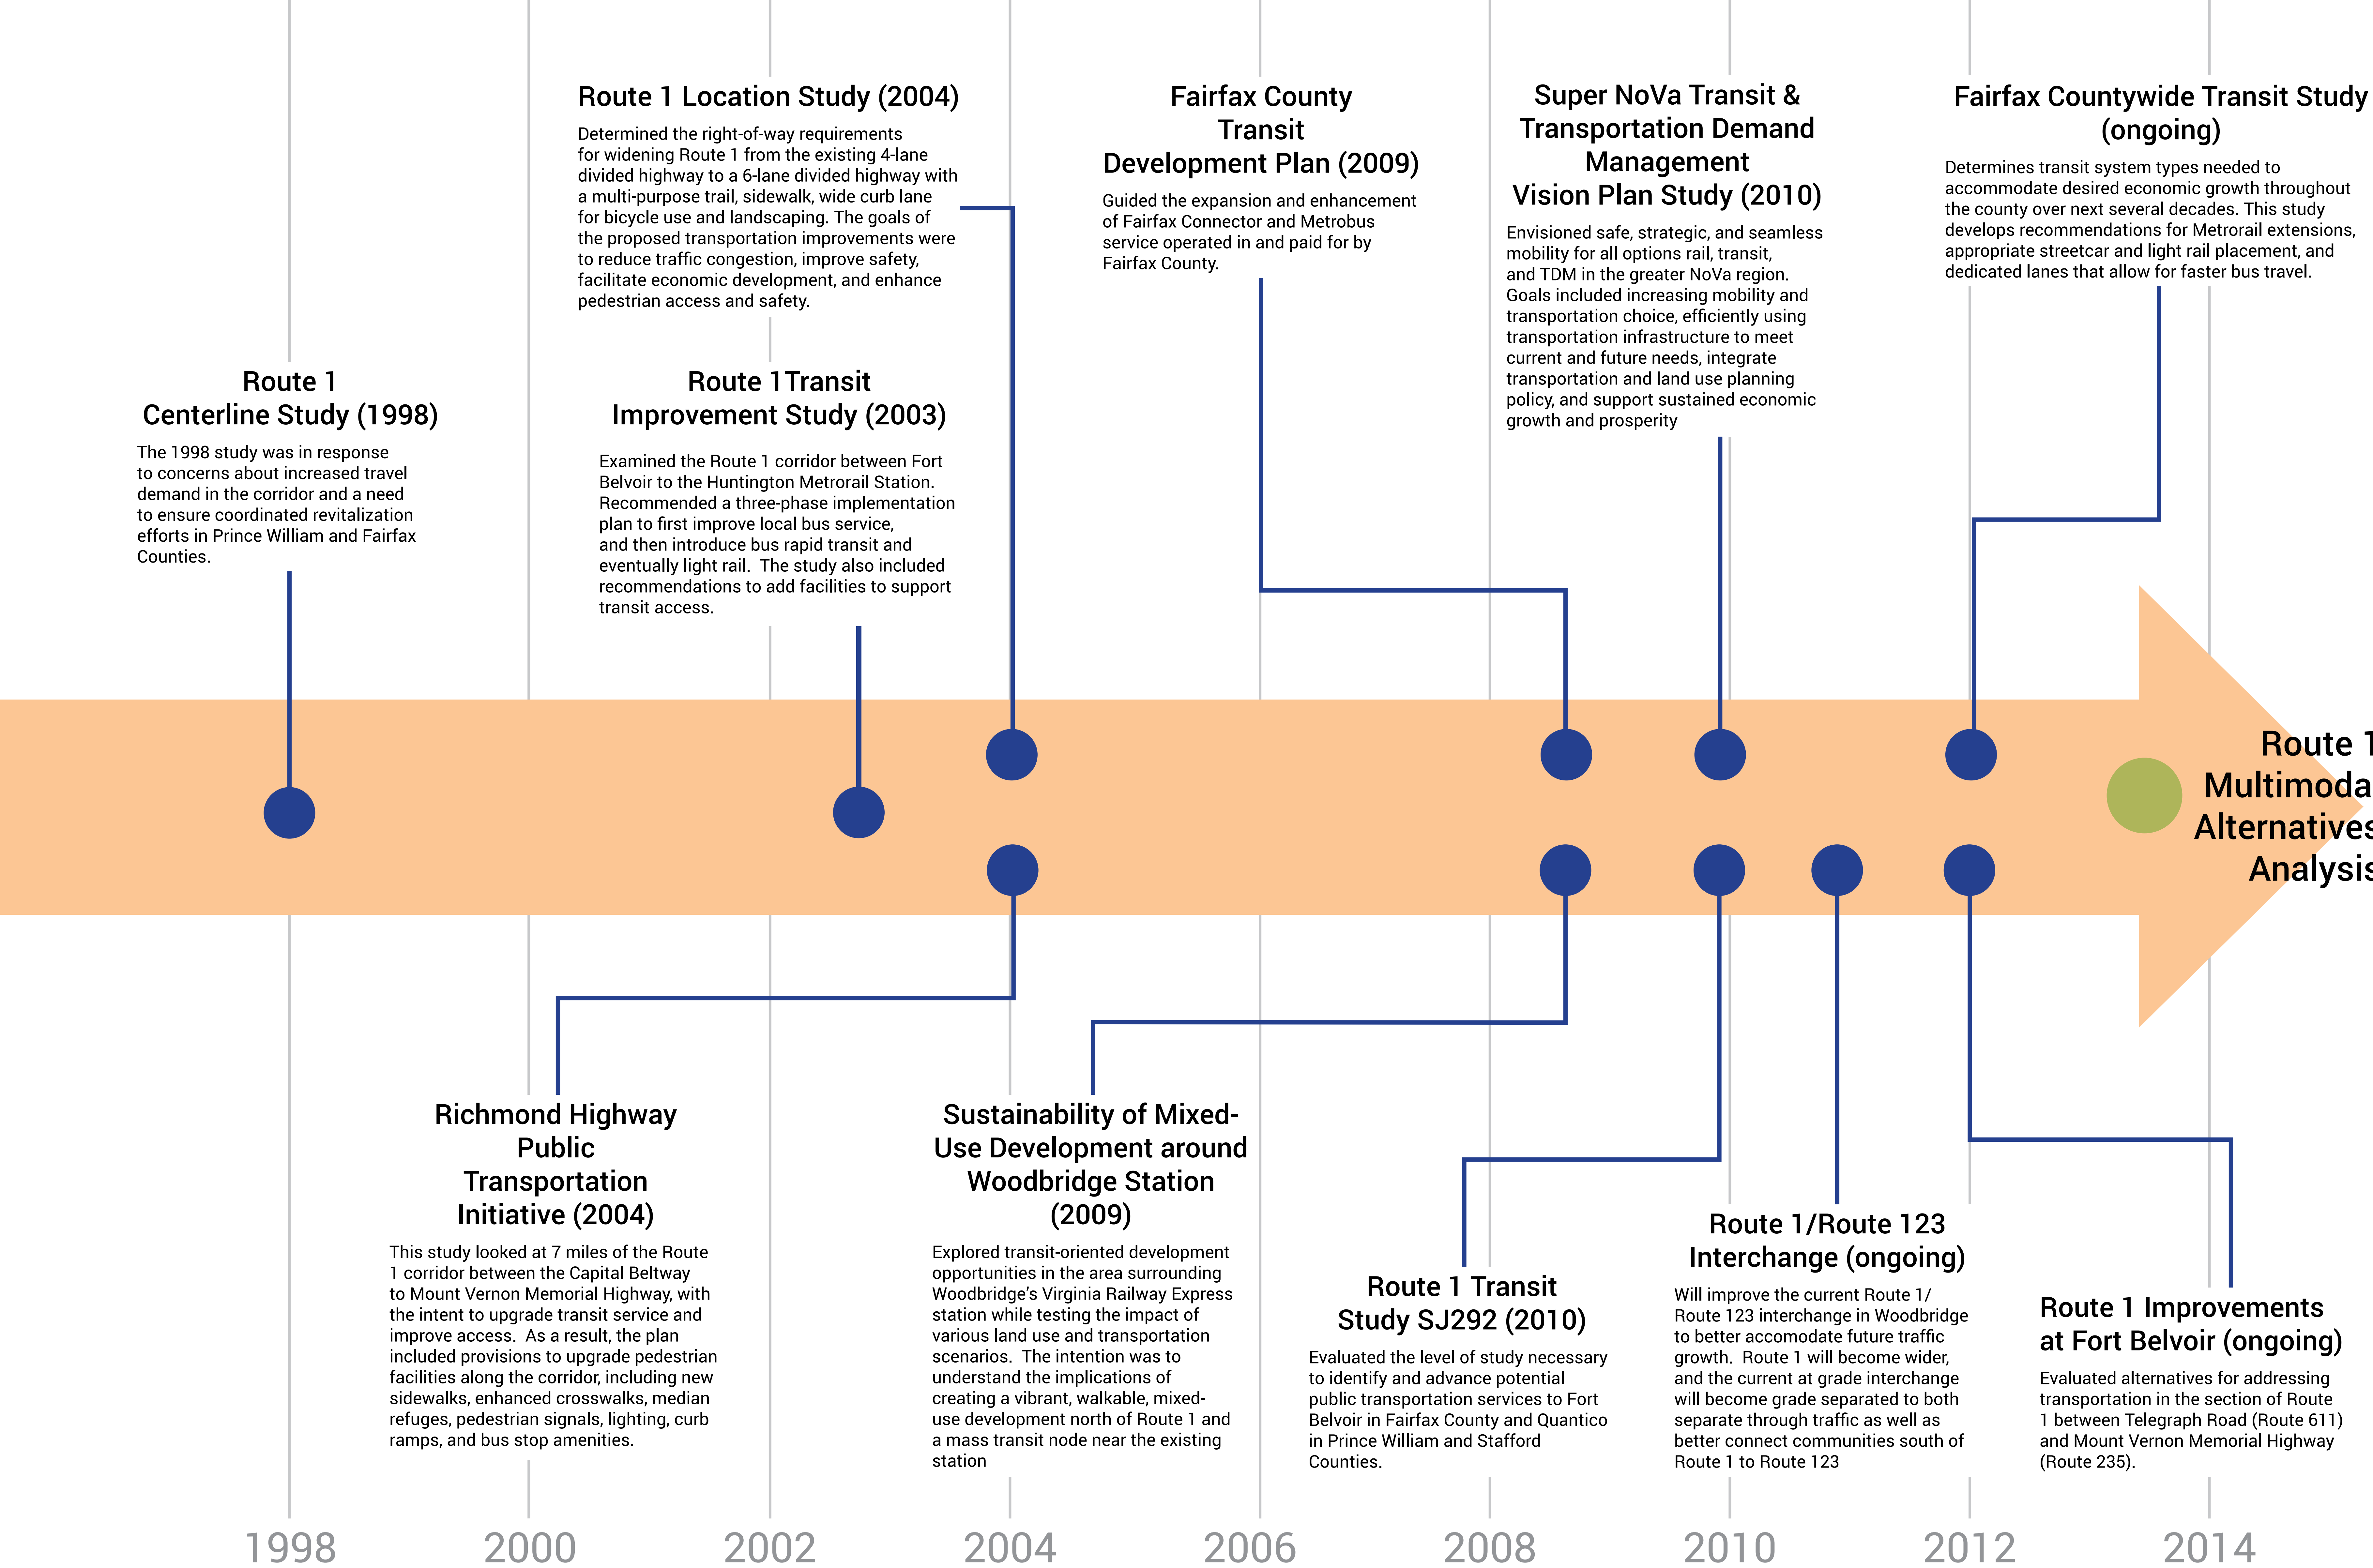 Route 1 Location Study (2004)
Determined the right-of-way requirements
for widening Route 1 from the existing 4-lane
divided highway to a 6-lane divided highway with
a multi-purpose trail, sidewalk, wide curb lane
for bicycle use and landscaping. The goals of
the proposed transportation improvements were
to reduce traffic congestion, improve safety,
facilitate economic development, and enhance
pedestrian access and safety.
Fairfax County
Transit
Development Plan (2009)
Guided the expansion and enhancement
of Fairfax Connector and Metrobus
service operated in and paid for by
Fairfax County.
Super NoVa Transit &
Transportation Demand
Management
Vision Plan Study (2010)
Envisioned safe, strategic, and seamless
mobility for all options rail, transit,
and TDM in the greater NoVa region.
Goals included increasing mobility and
transportation choice, efficiently using
transportation infrastructure to meet
current and future needs, integrate
transportation and land use planning
policy, and support sustained economic
growth and prosperity
Fairfax Countywide Transit Study
(ongoing)
Determines transit system types needed to
accommodate desired economic growth throughout
the county over next several decades. This study
develops recommendations for Metrorail extensions,
appropriate streetcar and light rail placement, and
dedicated lanes that allow for faster bus travel.
Route 1
Centerline Study (1998)
The 1998 study was in response
to concerns about increased travel
demand in the corridor and a need
to ensure coordinated revitalization
efforts in Prince William and Fairfax
Counties.
Route 1Transit
Improvement Study (2003)
Examined the Route 1 corridor between Fort
Belvoir to the Huntington Metrorail Station.
Recommended a three-phase implementation
plan to first improve local bus service,
and then introduce bus rapid transit and
eventually light rail.  The study also included
recommendations to add facilities to support
transit access.
Route 1
Multimoda
Alternatives
Analysis
Richmond Highway
Public
Transportation
Initiative (2004)
This study looked at 7 miles of the Route
1 corridor between the Capital Beltway
to Mount Vernon Memorial Highway, with
the intent to upgrade transit service and
improve access.  As a result, the plan
included provisions to upgrade pedestrian
facilities along the corridor, including new
sidewalks, enhanced crosswalks, median
refuges, pedestrian signals, lighting, curb
ramps, and bus stop amenities.
Sustainability of Mixed-
Use Development around
Woodbridge Station
(2009)
Explored transit-oriented development
opportunities in the area surrounding
Woodbridge’s Virginia Railway Express
station while testing the impact of
various land use and transportation
scenarios.  The intention was to
understand the implications of
creating a vibrant, walkable, mixed-
use development north of Route 1 and
a mass transit node near the existing
station
Route 1 Transit
Study SJ292 (2010)
Evaluated the level of study necessary
to identify and advance potential
public transportation services to Fort
Belvoir in Fairfax County and Quantico
in Prince William and Stafford
Counties.
Route 1/Route 123
Interchange (ongoing)
Will improve the current Route 1/
Route 123 interchange in Woodbridge
to better accomodate future traffic
growth.  Route 1 will become wider,
and the current at grade interchange
will become grade separated to both
separate through traffic as well as
better connect communities south of
Route 1 to Route 123
Route 1 Improvements
at Fort Belvoir (ongoing)
Evaluated alternatives for addressing
transportation in the section of Route
1 between Telegraph Road (Route 611)
and Mount Vernon Memorial Highway
(Route 235).
1998 2000 2002 2004 2006 2008 2010 2012 2014